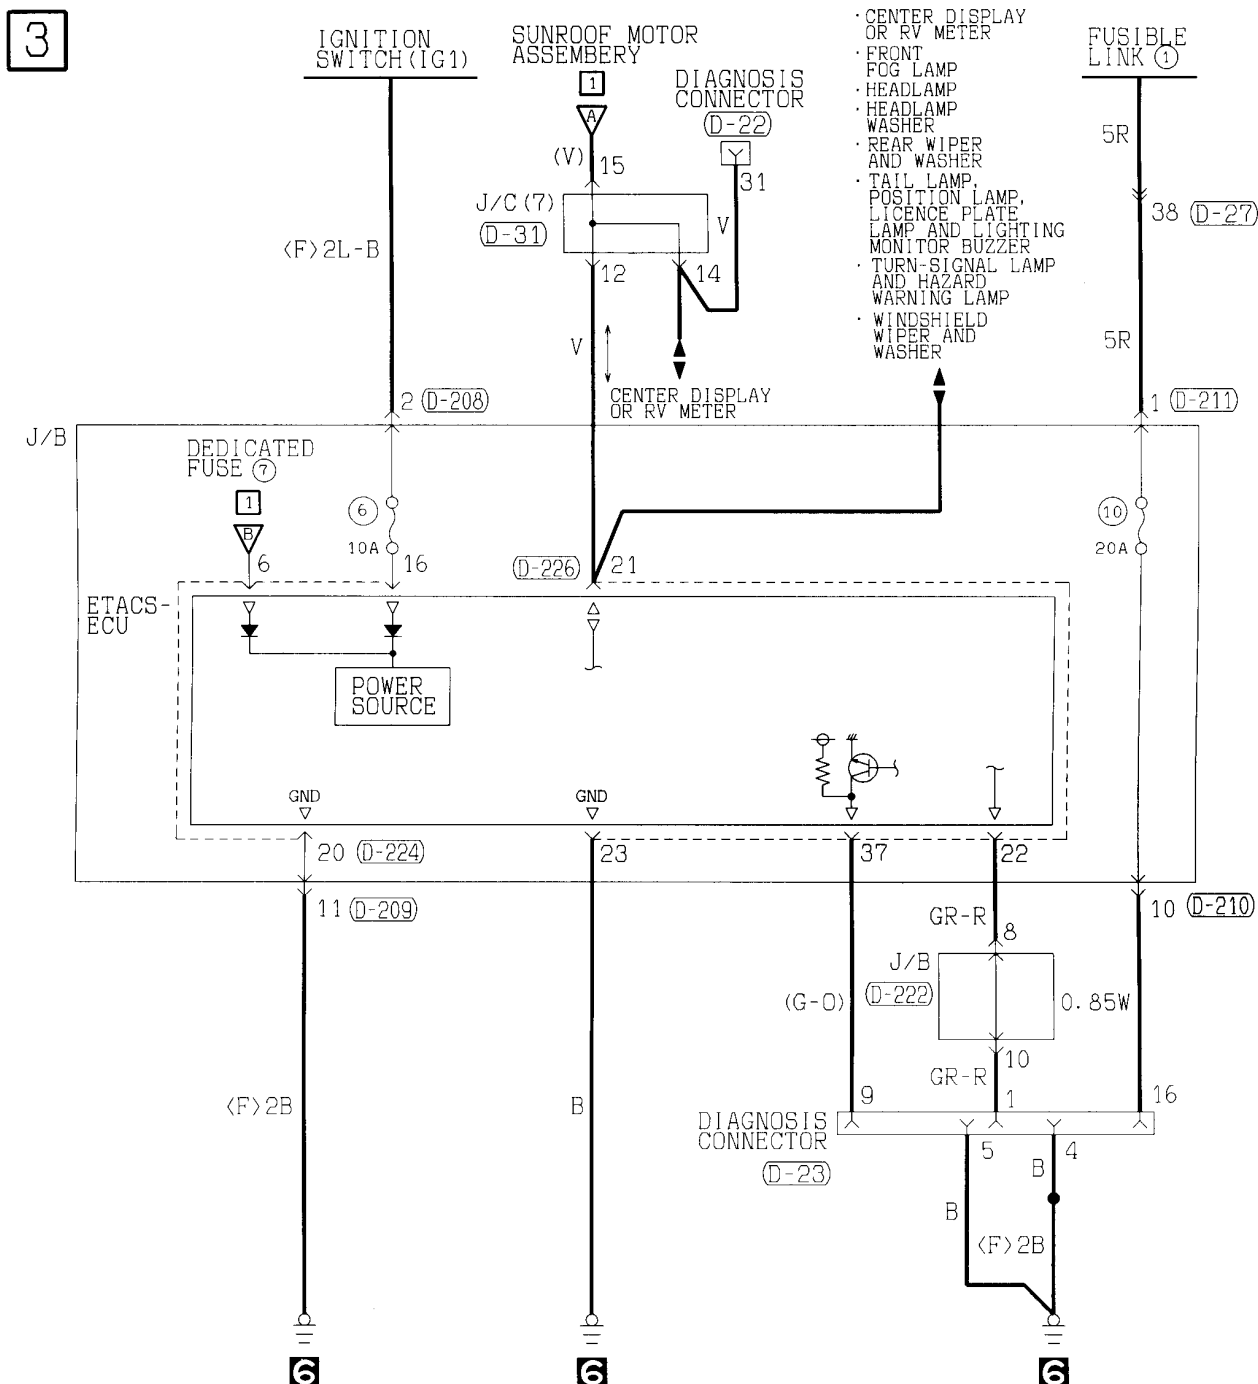 3
IGNITION
SWITCH(IG1)
SUNROOF MOTOR
ASSEMBERY
1
A
DIAGNOSIS
CONNECTOR
(D-22)
· CENTER DISPLAY
OR RV METER
· FRONT
FOG LAMP
· HEADLAMP
· HEADLAMP
WASHER
· REAR WIPER
AND WASHER
· TAIL LAMP,
POSITION LAMP,
LICENCE PLATE
LAMP AND LIGHTING
MONITOR BUZZER
· TURN-SIGNAL LAMP
AND HAZARD
WARNING LAMP
· WINDSHIELD
WIPER AND
WASHER
FUSIBLE
LINK ①
5R
(V)
15
31
J/C(7)
(D-31)
V
38 (D-27)
<F>2L-B
12
14
V
5R
CENTER DISPLAY
OR RV METER
2 (D-208)
1 (D-211)
J/B
DEDICATED
FUSE ⑦
1
B
⑥
10A
⑩
20A
6
16
(D-226)
21
ETACS-
ECU
POWER
SOURCE
GND
GND
20 (D-224)
23
37
22
11 (D-209)
10 (D-210)
GR-R
8
J/B
(D-222)
(G-O)
0.85W
10
GR-R
<F>2B
B
9
1
16
DIAGNOSIS
CONNECTOR
(D-23)
5
4
B
B
<F>2B
6
6
6